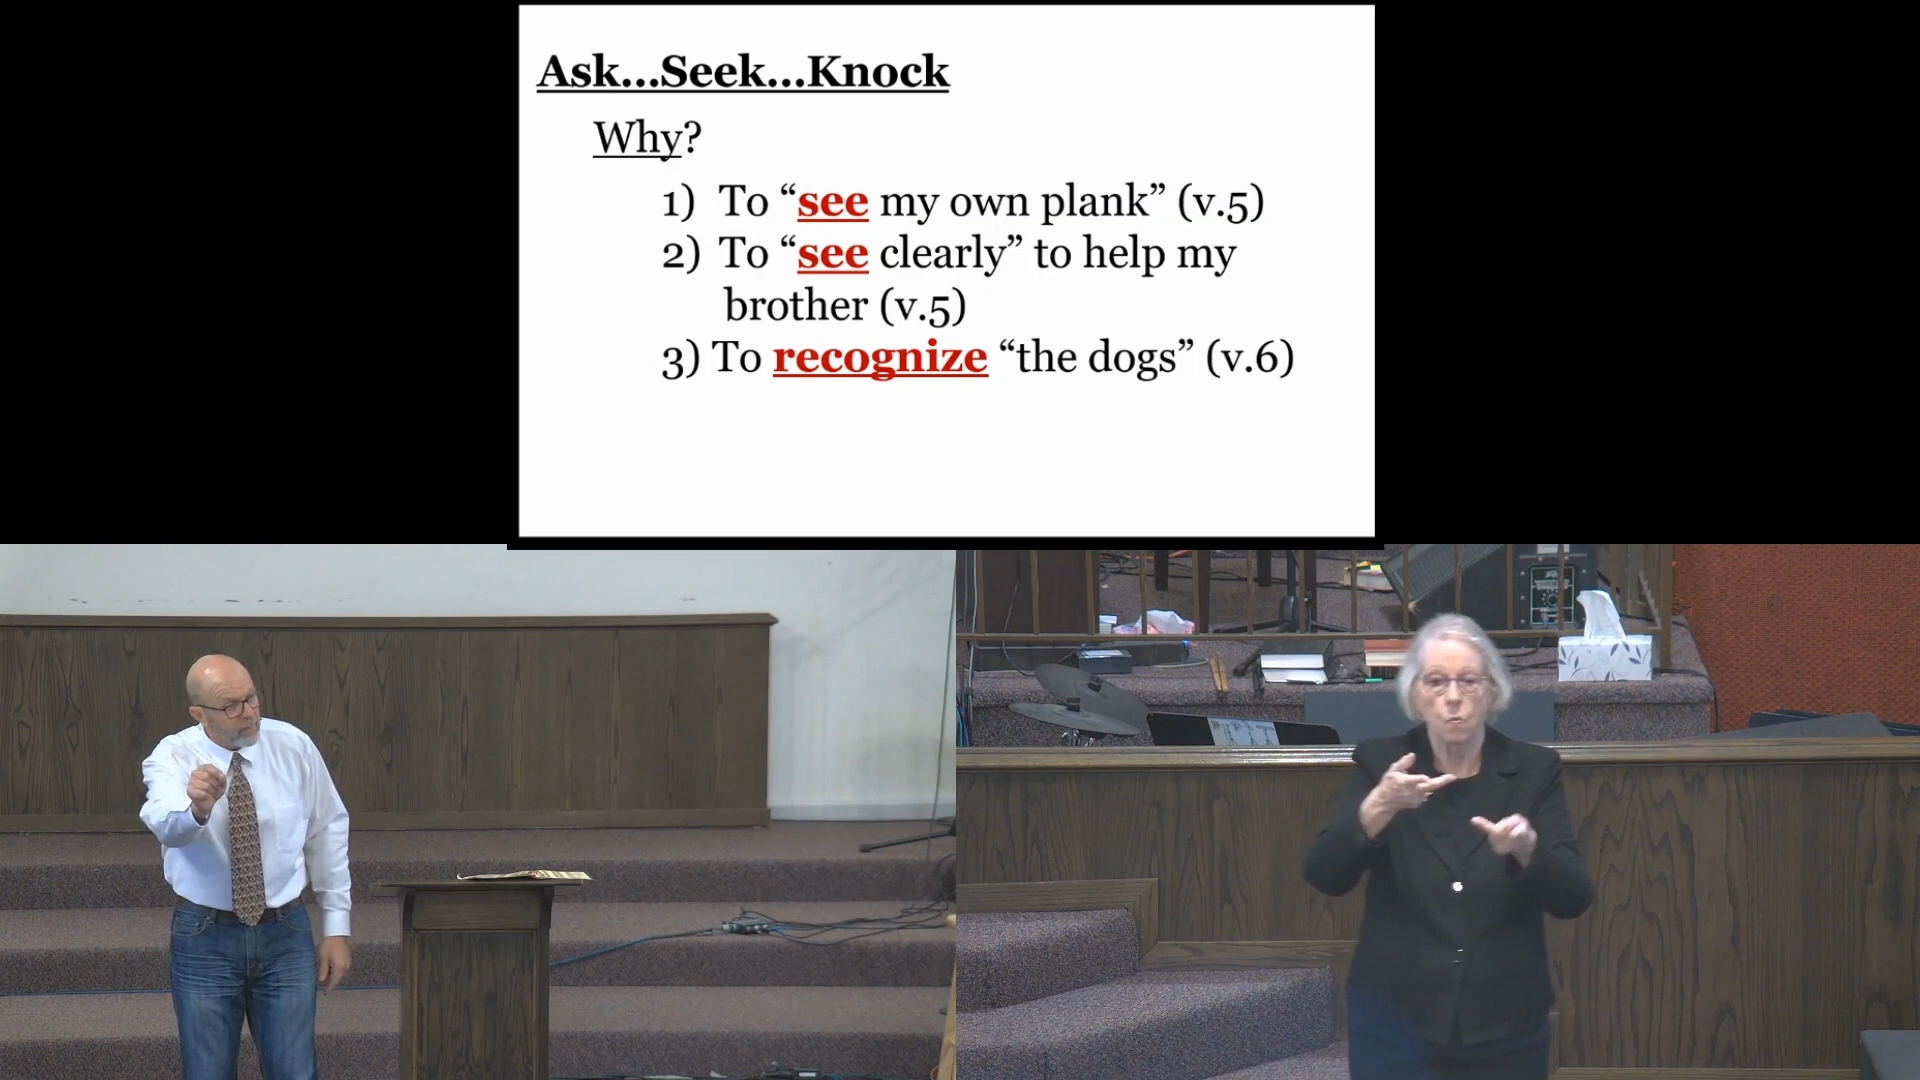 Ask...Seek...Knock
Why?
1) To “see my own plank” (v.5)
2) To “see clearly” to help my
brother (v.5)
3) To recognize “the dogs” (v.6)